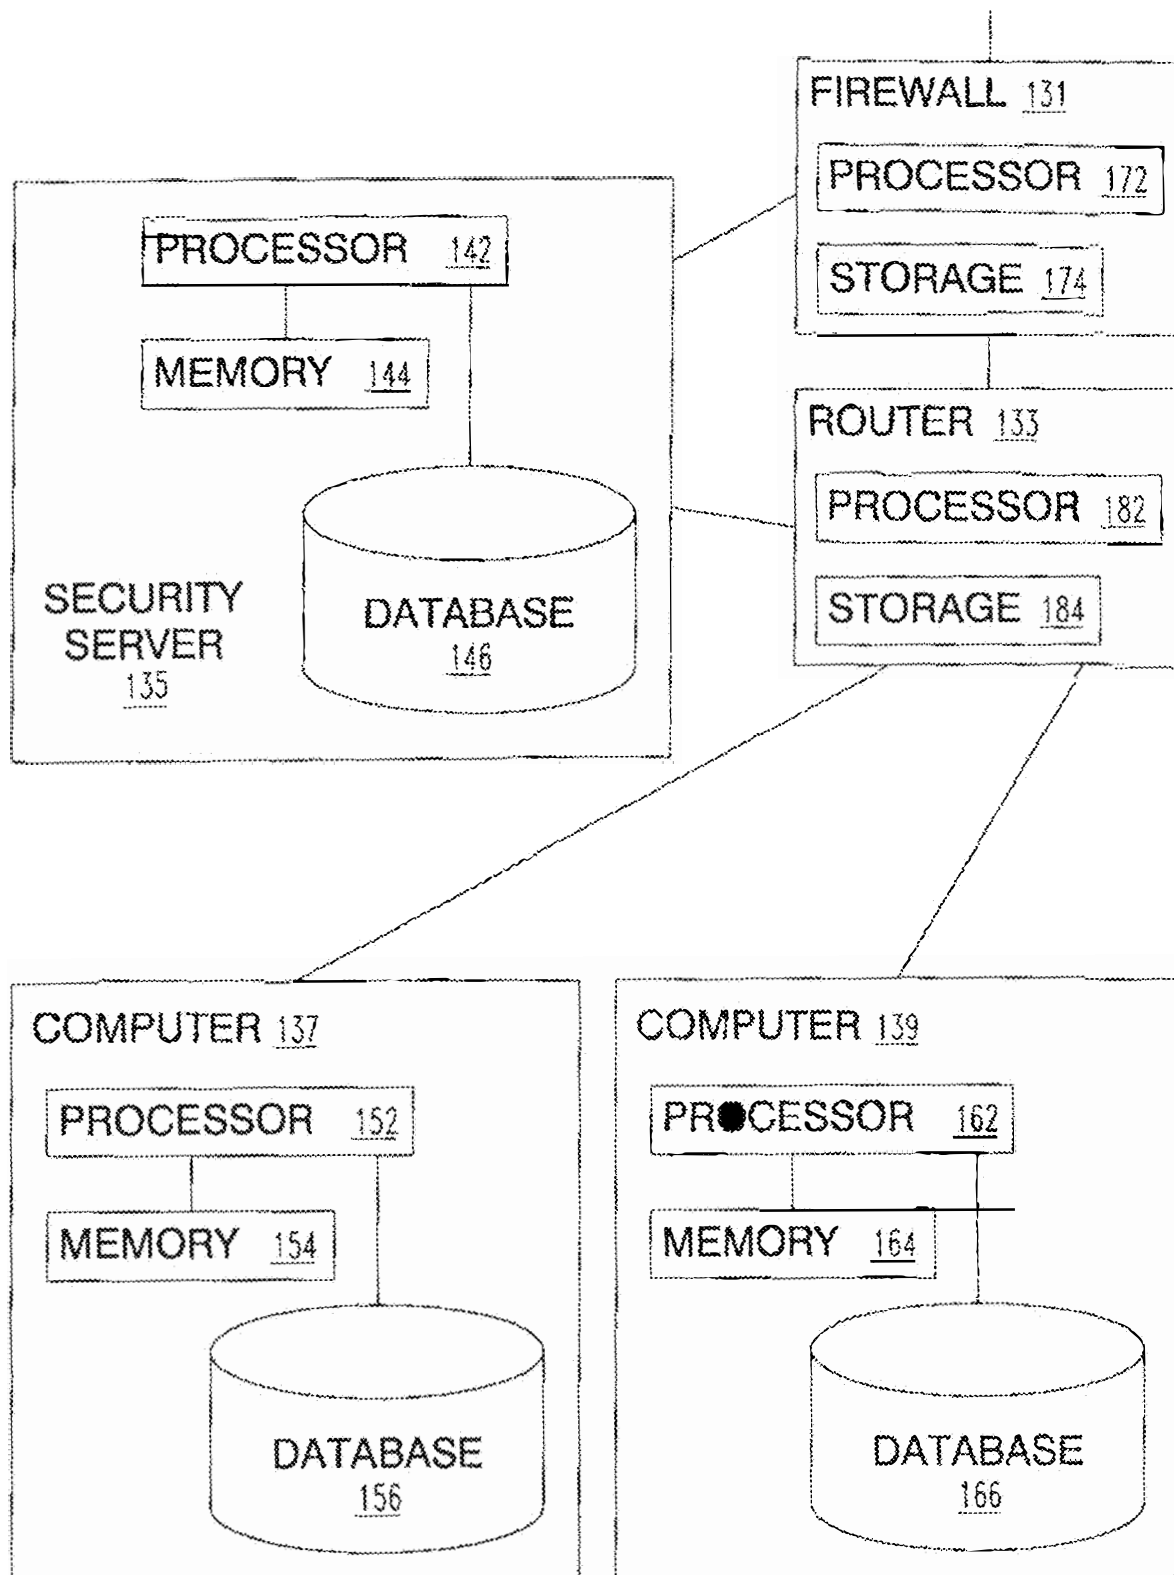 FIREWALL 131
PROCESSOR 172
STORAGE 174
PROCESSOR 142
MEMORY 144
DATABASE
146
SECURITY
SERVER
135
ROUTER 133
PROCESSOR 182
STORAGE 184
COMPUTER 137
PROCESSOR 152
MEMORY 154
DATABASE
156
COMPUTER 139
PROCESSOR 162
MEMORY 164
DATABASE
166